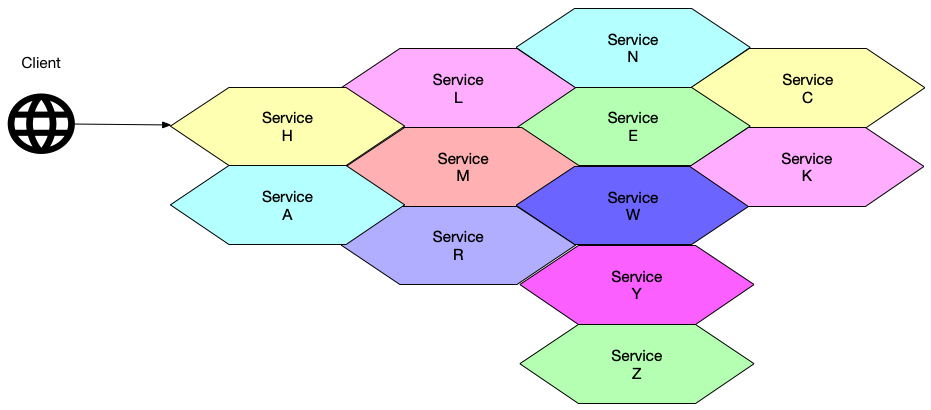 Client
Service
H
Service
A
Service
L
Service
M
Service
R
Service
N
Service
E
Service
W
Service
Y
Service
Z
Service
C
Service
K